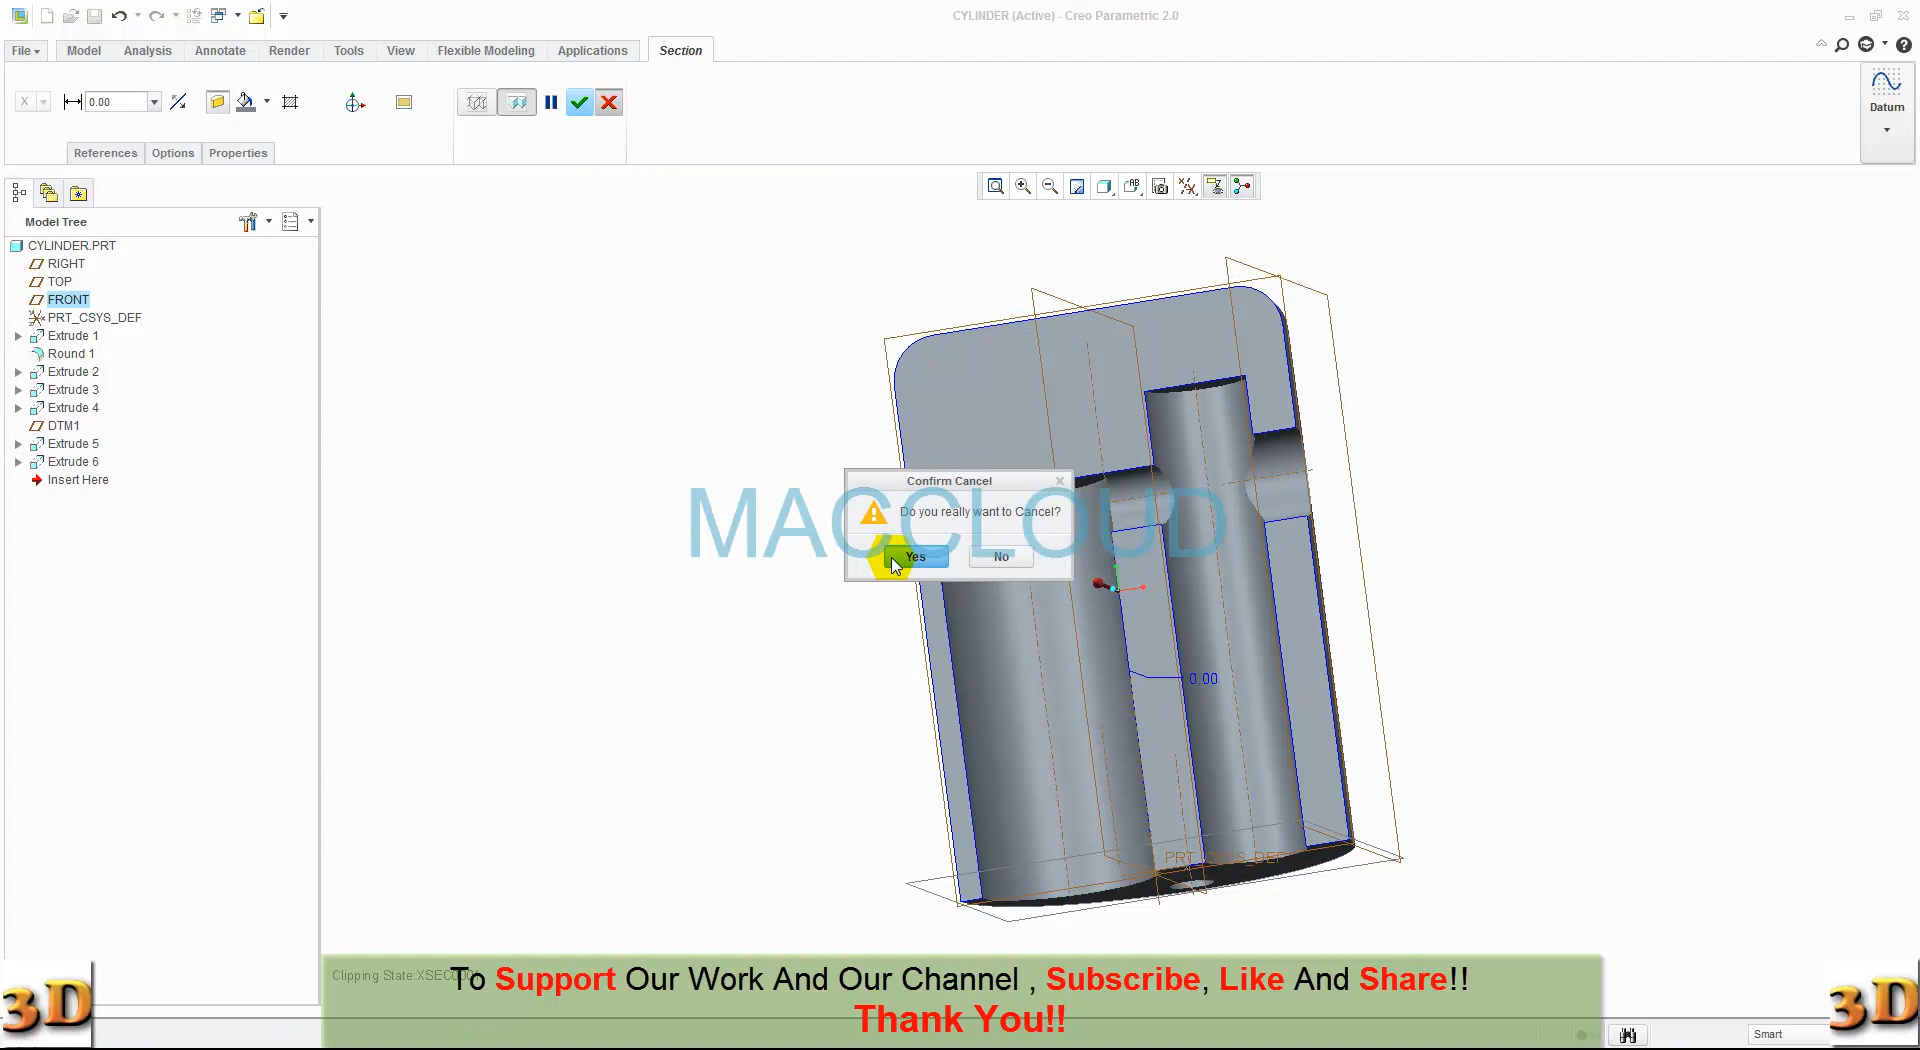 CYLINDER (Active) - Creo Parametric 2.0
File Model Analysis Annotate Render Tools View Flexible Modeling Applications Section
X 0.00
Datum
References Options Properties
Model Tree
CYLINDER.PRT
RIGHT
TOP
FRONT
PRT_CSYS_DEF
Extrude 1
Round 1
Extrude 2
Extrude 3
Extrude 4
DTM1
Extrude 5
Extrude 6
Insert Here
Confirm Cancel
Do you really want to Cancel?
Yes No
MACCLOUD
0.00
PRT_CSYS_DEF
To Support Our Work And Our Channel , Subscribe, Like And Share!!
Thank You!!
3D
3D
Smart